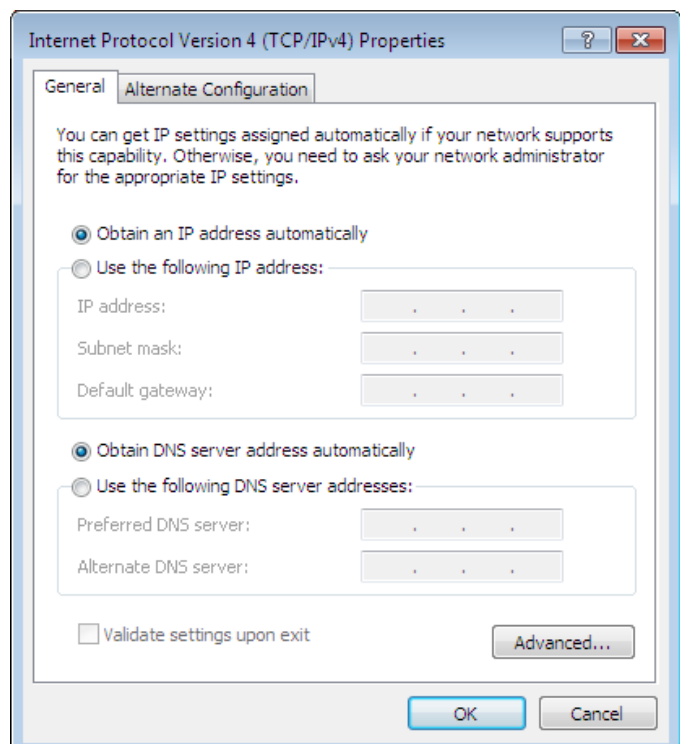 Internet Protocol Version 4 (TCP/IPv4) Properties
General
Alternate Configuration
You can get IP settings assigned automatically if your network supports
this capability. Otherwise, you need to ask your network administrator
for the appropriate IP settings.
Obtain an IP address automatically
Use the following IP address:
IP address:
Subnet mask:
Default gateway:
Obtain DNS server address automatically
Use the following DNS server addresses:
Preferred DNS server:
Alternate DNS server:
Validate settings upon exit
Advanced...
OK
Cancel